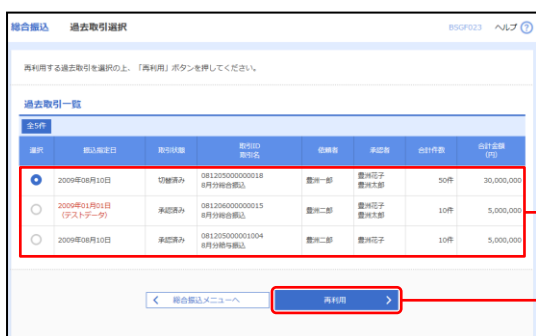 総合振込 過去取引選択 BSGF023 ヘルプ ?
再利用する過去取引を選択の上、「再利用」ボタンを押してください。
過去取引一覧
全5件
選択 振込指定日 取引状態 取引ID 依頼者 承認者 合計件数 合計金額
取引名 (円)
2009年08月10日 切替済み 081205000000018 豊洲一郎 豊洲花子 50件 30,000,000
8月分総合振込 豊洲太郎
2009年01月01日 承認済み 081206000000015 豊洲二郎 豊洲花子 10件 5,000,000
(テストデータ) 8月分総合振込 豊洲太郎
2009年08月10日 承認済み 081205000001004 豊洲二郎 豊洲花子 10件 5,000,000
8月分給与振込
総合振込メニューへ 再利用